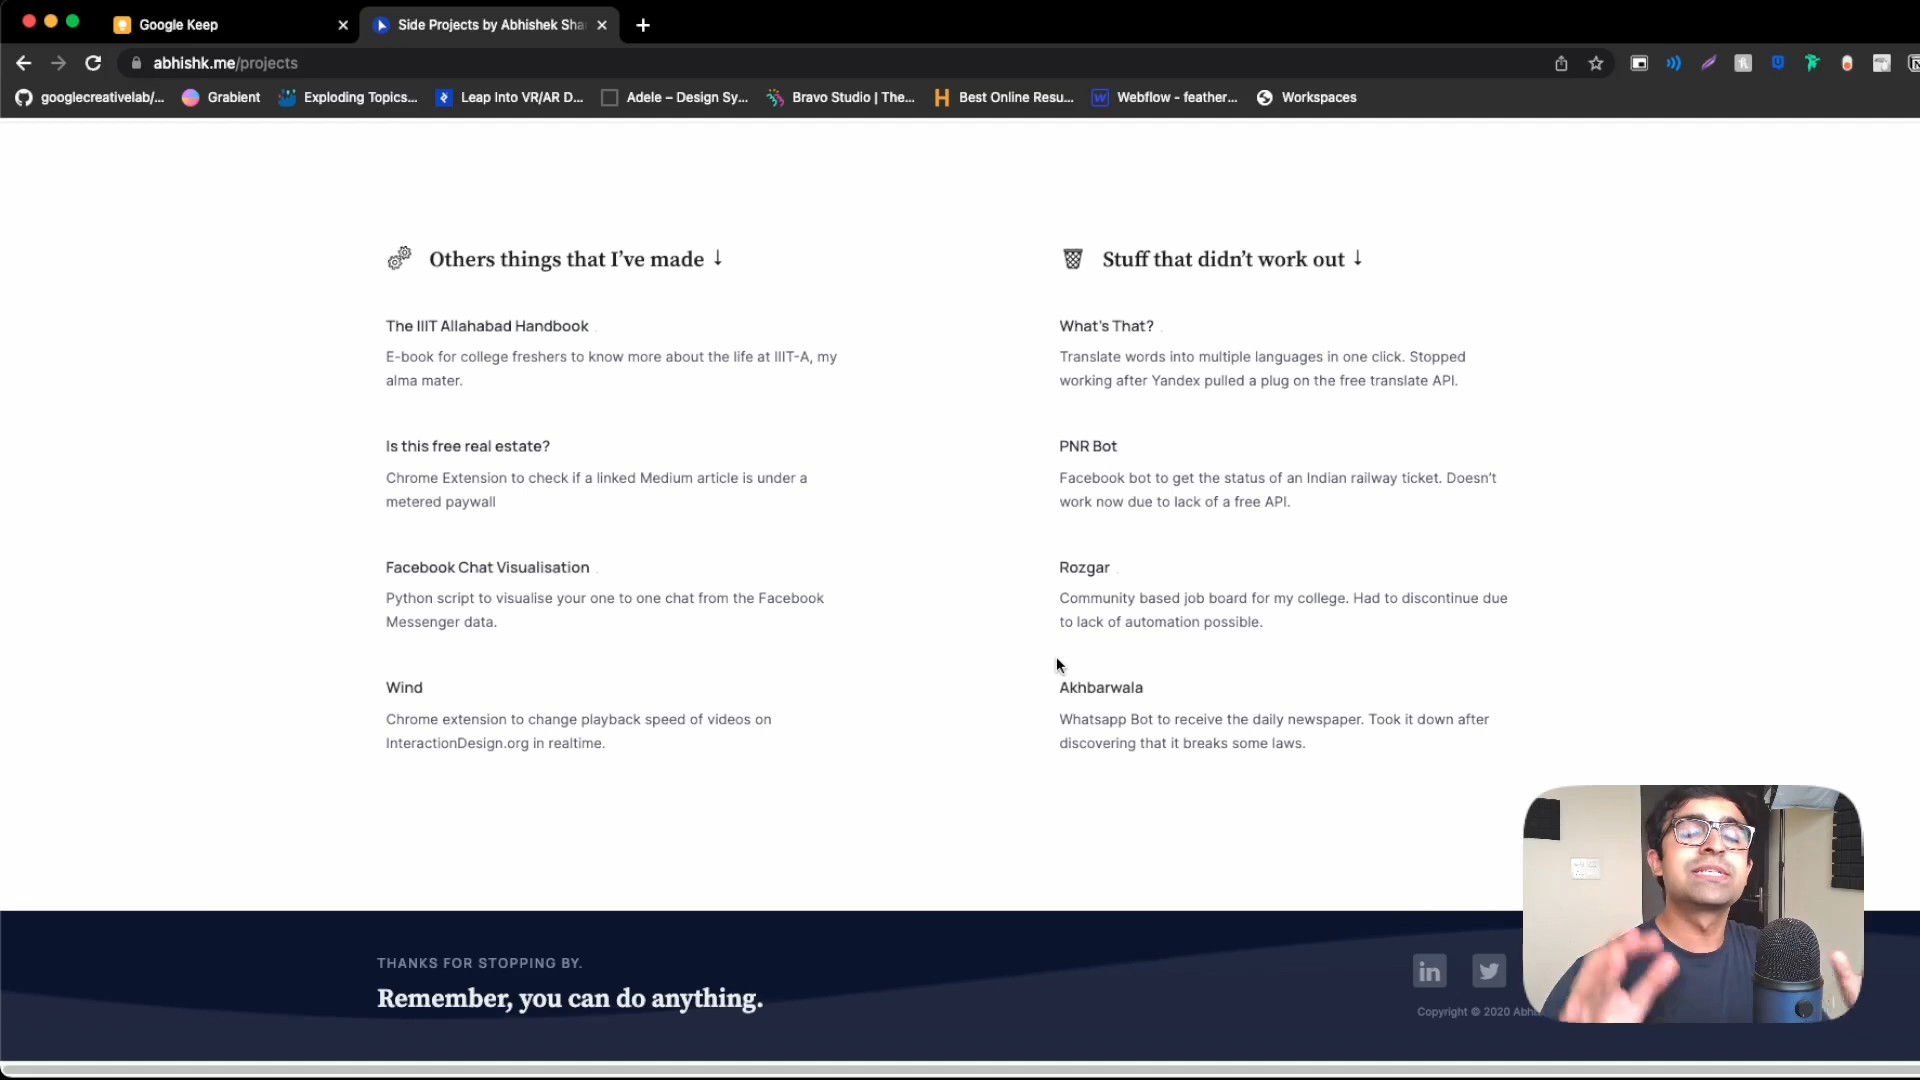 Google Keep
Side Projects by Abhishek Sha
abhishk.me/projects
googlecreativelab/...
Grabient
Exploding Topics...
Leap Into VR/AR D...
Adele – Design Sy...
Bravo Studio | The...
Best Online Resu...
Webflow - feather...
Workspaces
Others things that I’ve made ↓
The IIIT Allahabad Handbook
E-book for college freshers to know more about the life at IIIT-A, my
alma mater.
Is this free real estate?
Chrome Extension to check if a linked Medium article is under a
metered paywall
Facebook Chat Visualisation
Python script to visualise your one to one chat from the Facebook
Messenger data.
Wind
Chrome extension to change playback speed of videos on
InteractionDesign.org in realtime.
Stuff that didn’t work out ↓
What’s That?
Translate words into multiple languages in one click. Stopped
working after Yandex pulled a plug on the free translate API.
PNR Bot
Facebook bot to get the status of an Indian railway ticket. Doesn’t
work now due to lack of a free API.
Rozgar
Community based job board for my college. Had to discontinue due
to lack of automation possible.
Akhbarwala
Whatsapp Bot to receive the daily newspaper. Took it down after
discovering that it breaks some laws.
THANKS FOR STOPPING BY.
Remember, you can do anything.
in
Copyright © 2020 Abhi